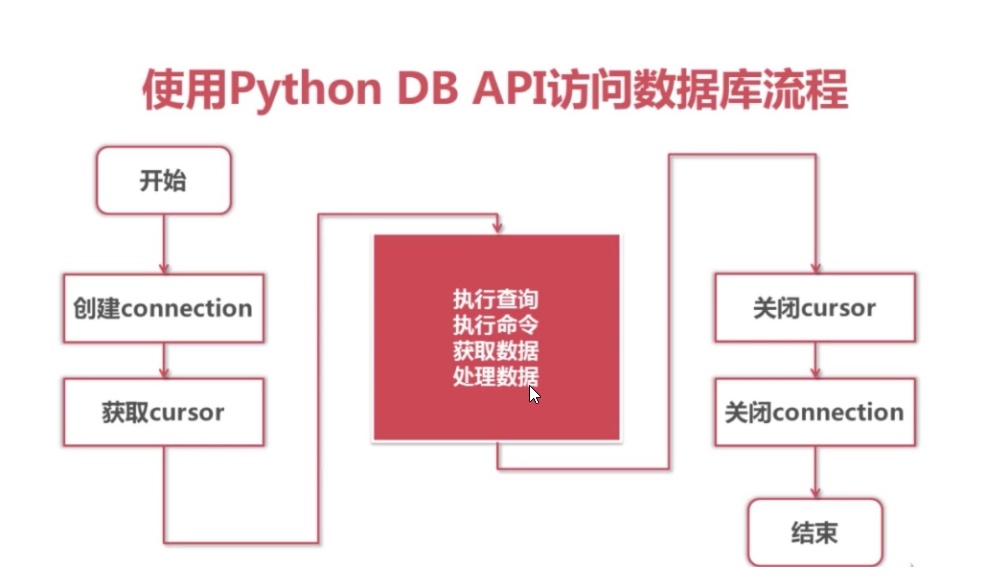 使用Python DB API访问数据库流程
开始
创建connection
获取cursor
执行查询
执行命令
获取数据
处理数据
关闭cursor
关闭connection
结束